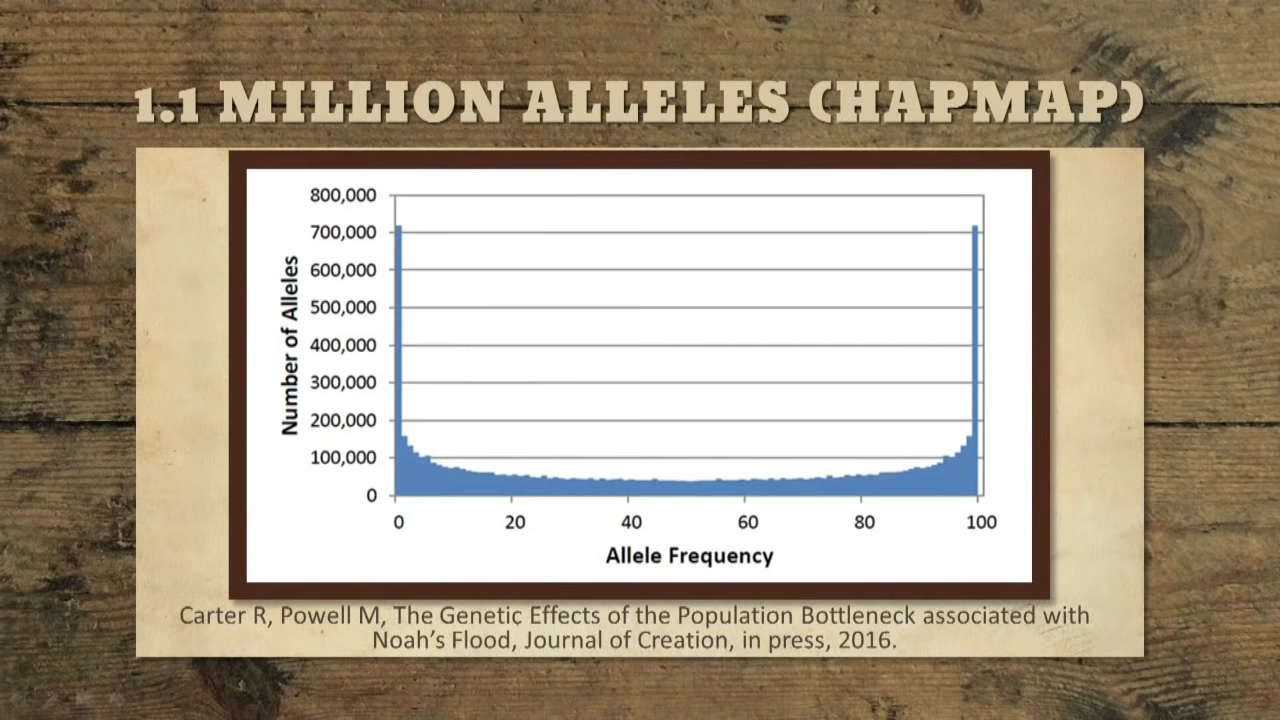 1.1 MILLION ALLELES (HAPMAP)
800,000
700,000
600,000
500,000
400,000
300,000
200,000
100,000
0
Number of Alleles
0 20 40 60 80 100
Allele Frequency
Carter R, Powell M, The Genetic Effects of the Population Bottleneck associated with
Noah's Flood, Journal of Creation, in press, 2016.